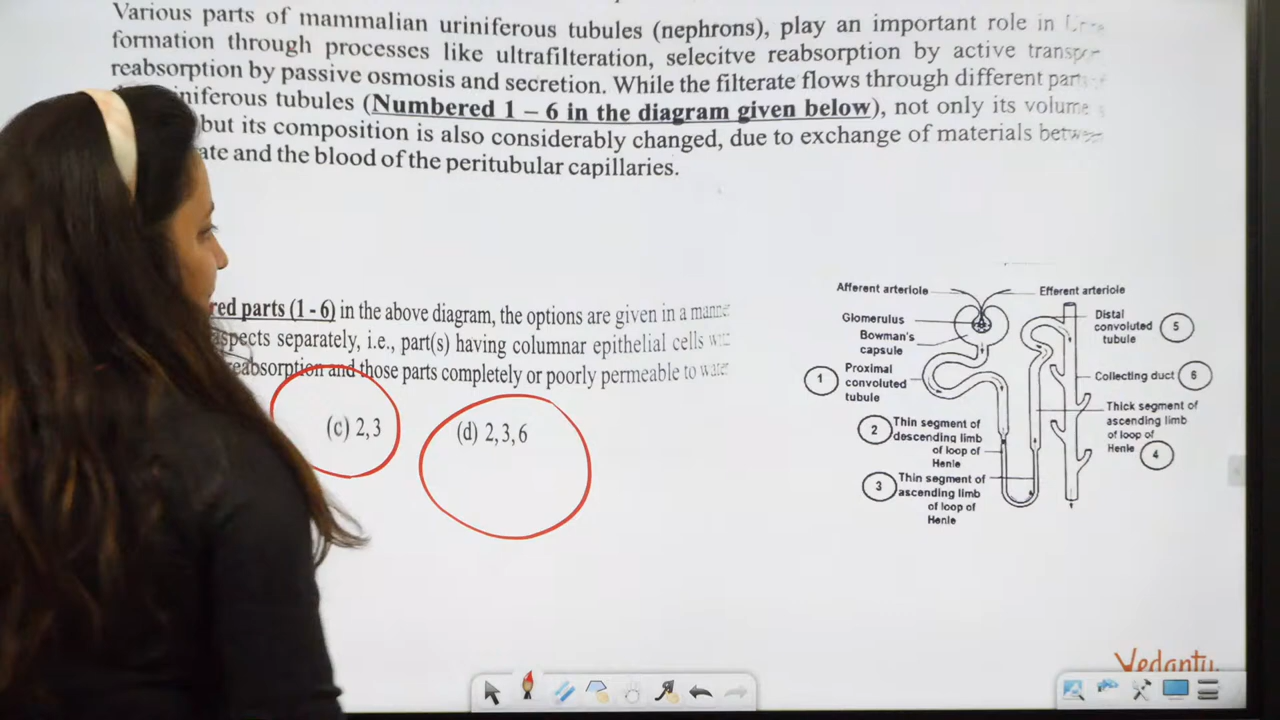 Various parts of mammalian uriniferous tubules (nephrons), play an important role in
formation through processes like ultrafilteration, selecitve reabsorption by active
reabsorption by passive osmosis and secretion. While the filterate flows through different
uriniferous tubules (Numbered 1 – 6 in the diagram given below), not only its volume
but its composition is also considerably changed, due to exchange of materials
and the blood of the peritubular capillaries.
parts (1 - 6) in the above diagram, the options are given in a
aspects separately, i.e., part(s) having columnar epithelial cells
reabsorption and those parts completely or poorly permeable to water
(c) 2,3
(d) 2,3,6
Afferent arteriole
Efferent arteriole
Glomerulus
Bowman's
capsule
1
Proximal
convoluted
tubule
2
Thin segment of
descending limb
of loop of
Henle
3
Thin segment of
ascending limb
of loop of
Henle
Distal
convoluted
tubule
5
Collecting duct
6
Thick segment of
ascending limb
of loop of
Henle
4
Vedantu